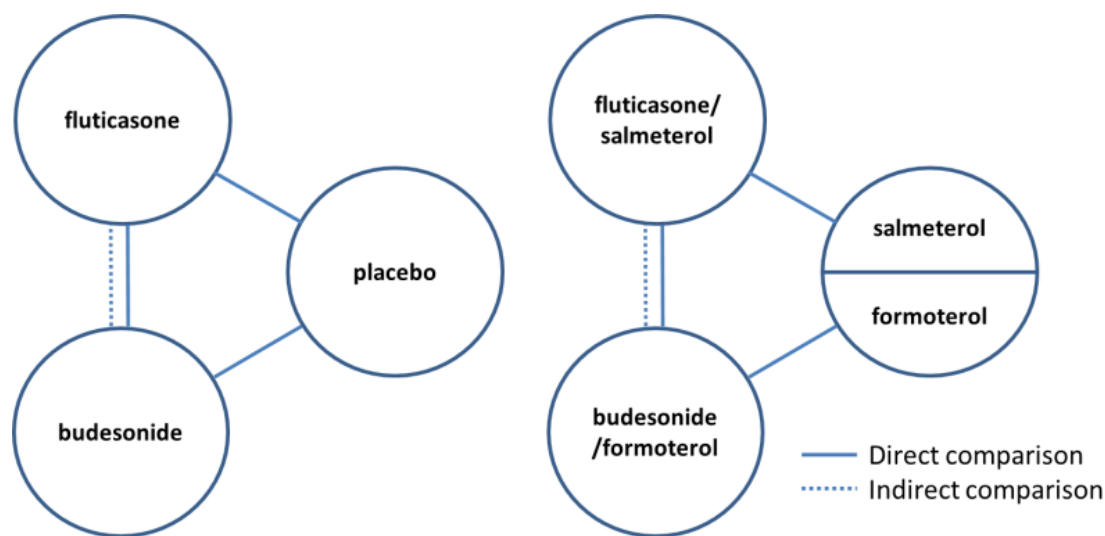 fluticasone
placebo
budesonide
fluticasone/
salmeterol
salmeterol
formoterol
budesonide
/formoterol
Direct comparison
Indirect comparison